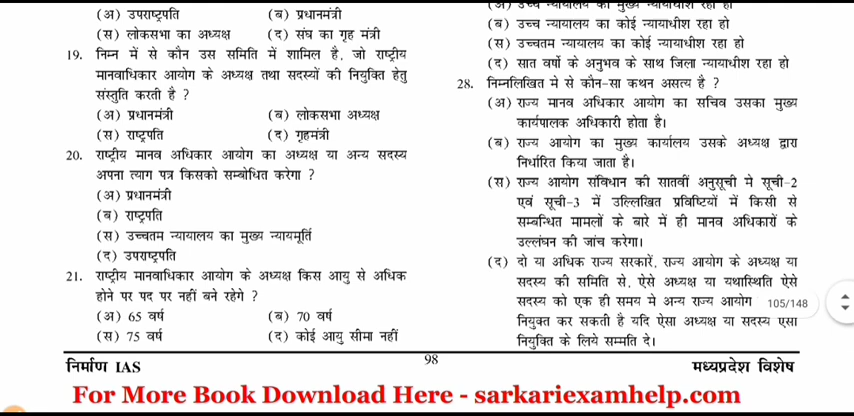 (अ) उपराष्ट्रपति (ब) प्रधानमंत्री
(स) लोकसभा का अध्यक्ष (द) संघ का गृह मंत्री
19. निम्न में से कौन उस समिति में शामिल है, जो राष्ट्रीय
मानवाधिकार आयोग के अध्यक्ष तथा सदस्यों की नियुक्ति हेतु
संस्तुति करती है ?
(अ) प्रधानमंत्री (ब) लोकसभा अध्यक्ष
(स) राष्ट्रपति (द) गृहमंत्री
20. राष्ट्रीय मानव अधिकार आयोग का अध्यक्ष या अन्य सदस्य
अपना त्याग पत्र किसको सम्बोधित करेगा ?
(अ) प्रधानमंत्री
(ब) राष्ट्रपति
(स) उच्चतम न्यायालय का मुख्य न्यायमूर्ति
(द) उपराष्ट्रपति
21. राष्ट्रीय मानवाधिकार आयोग के अध्यक्ष किस आयु से अधिक
होने पर पद पर नहीं बने रहेगे ?
(अ) 65 वर्ष (ब) 70 वर्ष
(स) 75 वर्ष (द) कोई आयु सीमा नहीं
(अ) उच्च न्यायालय का मुख्य न्यायाधीश रहा हो
(ब) उच्च न्यायालय का कोई न्यायाधीश रहा हो
(स) उच्चतम न्यायालय का कोई न्यायाधीश रहा हो
(द) सात वर्षो के अनुभव के साथ जिला न्यायाधीश रहा हो
28. निम्नलिखित मे से कौन-सा कथन असत्य है ?
(अ) राज्य मानव अधिकार आयोग का सचिव उसका मुख्य
कार्यपालक अधिकारी होता है।
(ब) राज्य आयोग का मुख्य कार्यालय उसके अध्यक्ष द्वारा
निर्धारित किया जाता है।
(स) राज्य आयोग संविधान की सातवीं अनुसूची मे सूची-2
एवं सूची-3 में उल्लिखित प्रविष्टियों में किसी से
सम्बन्धित मामलों के बारे में ही मानव अधिकारों के
उल्लंघन की जांच करेगा।
(द) दो या अधिक राज्य सरकारें, राज्य आयोग के अध्यक्ष या
सदस्य की समिति से, ऐसे अध्यक्ष या यथास्थिति ऐसे
सदस्य को एक ही समय मे अन्य राज्य आयोग 105/148
नियुक्त कर सकती है यदि ऐसा अध्यक्ष या सदस्य एसा
नियुक्ति के लिये सम्मति दे।
निर्माण IAS 98 मध्यप्रदेश विशेष
For More Book Download Here - sarkariexamhelp.com